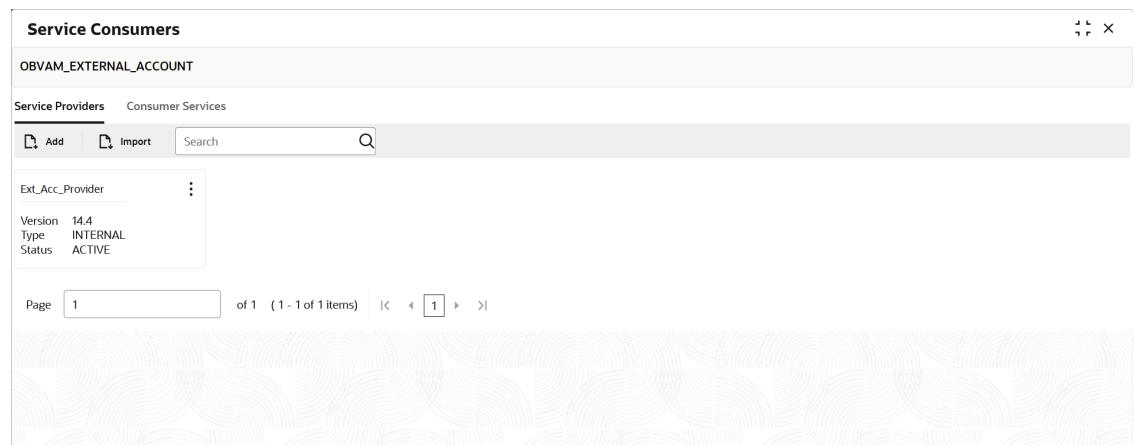 Service Consumers
OBVAM_EXTERNAL_ACCOUNT
Service Providers Consumer Services
Add Import Search
Ext_Acc_Provider
Version 14.4
Type INTERNAL
Status ACTIVE
Page 1 of 1 ( 1 - 1 of 1 items) 1